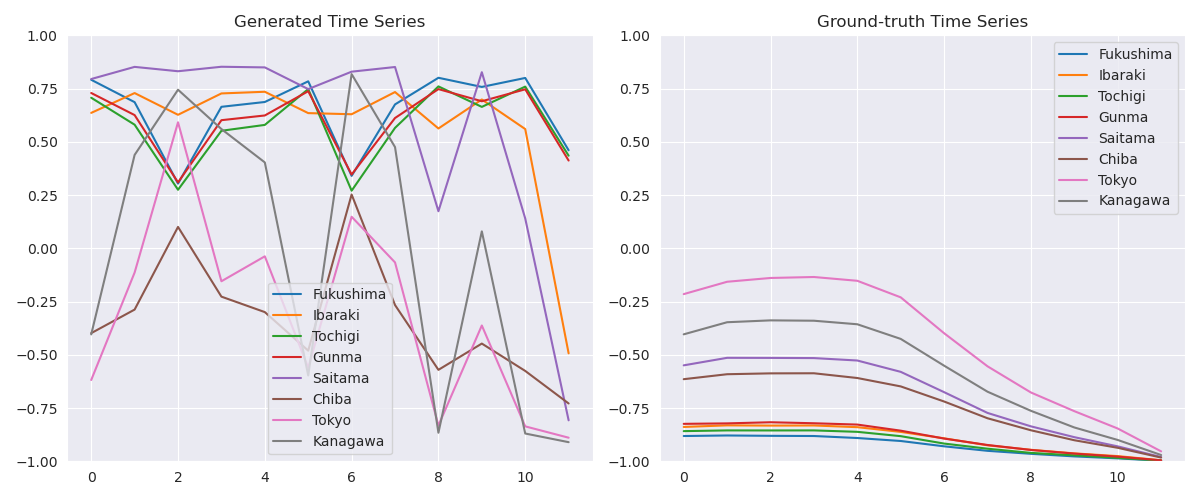 Generated Time Series
1.00
0.75
0.50
0.25
0.00
−0.25
−0.50
−0.75
−1.00
0 2 4 6 8 10
Fukushima
Ibaraki
Tochigi
Gunma
Saitama
Chiba
Tokyo
Kanagawa
Ground-truth Time Series
1.00
0.75
0.50
0.25
0.00
−0.25
−0.50
−0.75
−1.00
0 2 4 6 8 10
Fukushima
Ibaraki
Tochigi
Gunma
Saitama
Chiba
Tokyo
Kanagawa